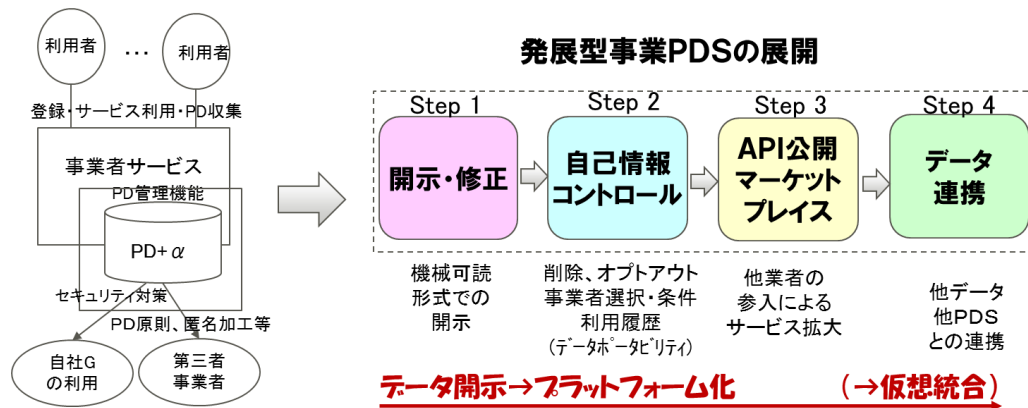 利用者
・・・
利用者
登録・サービス利用・PD収集
事業者サービス
PD管理機能
PD+α
セキュリティ対策
PD原則、匿名加工等
自社G
の利用
第三者
事業者
発展型事業PDSの展開
Step 1
開示・修正
機械可読
形式での
開示
Step 2
自己情報
コントロール
削除、オプトアウト
事業者選択・条件
利用履歴
(データポータビリティ)
Step 3
API公開
マーケット
プレイス
他業者の
参入による
サービス拡大
Step 4
データ
連携
他データ
他PDS
との連携
データ開示→プラットフォーム化
(→仮想統合)